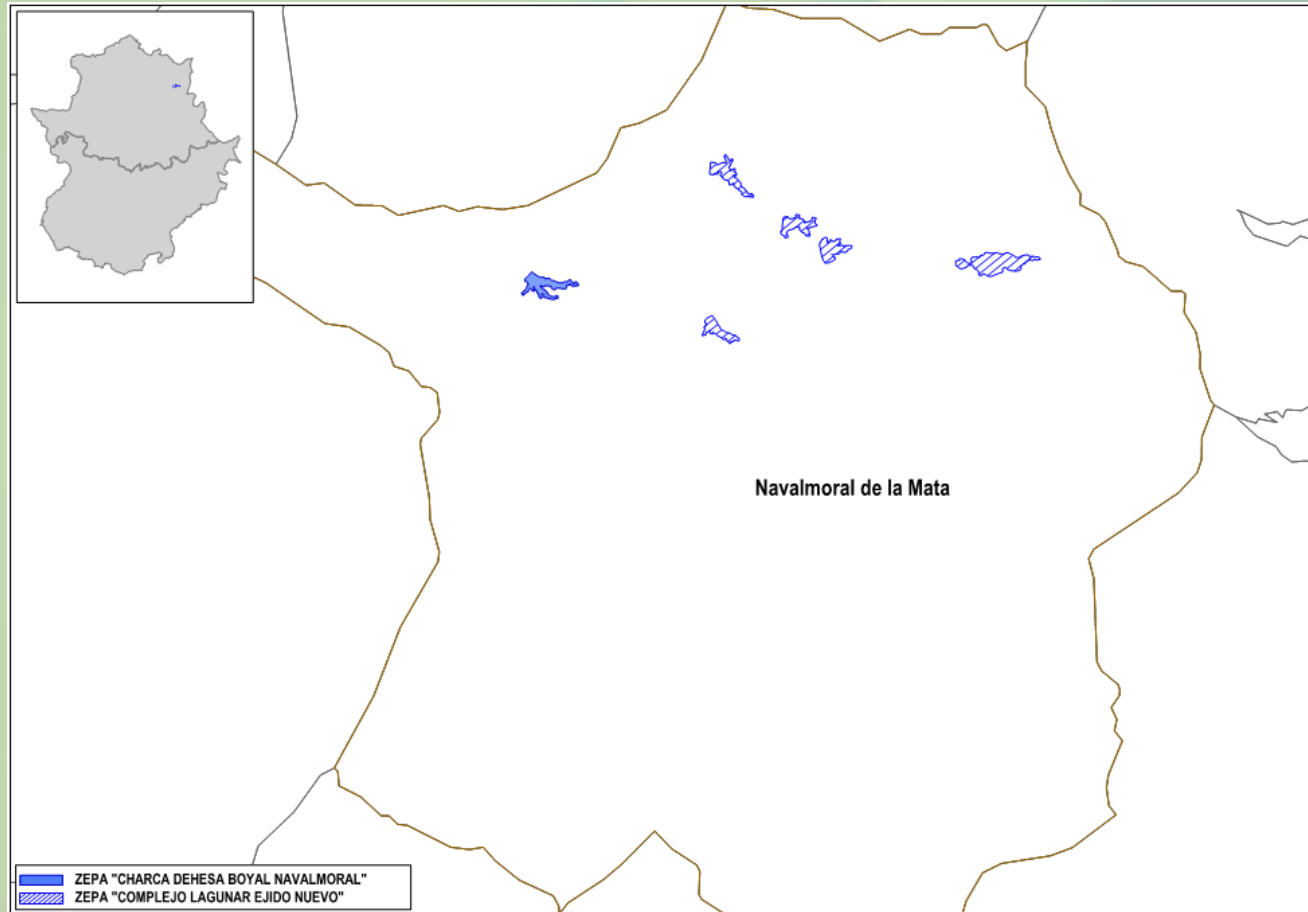 Navalmoral de la Mata
ZEPA "CHARCA DEHESA BOYAL NAVALMORAL"
ZEPA "COMPLEJO LAGUNAR EJIDO NUEVO"